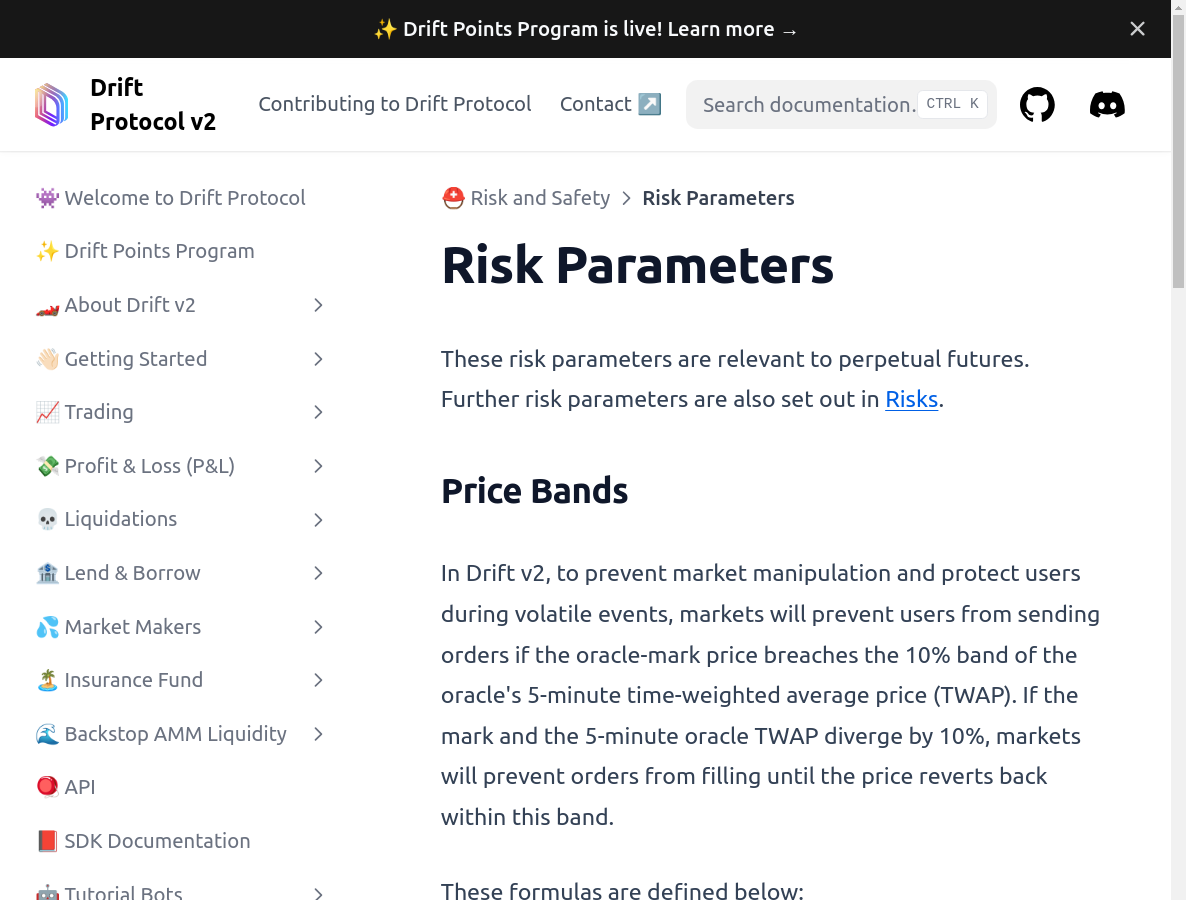 ✨ Drift Points Program is live! Learn more →
Drift
Protocol v2
Contributing to Drift Protocol
Contact ↗️
Search documentation.
CTRL K
👾 Welcome to Drift Protocol
✨ Drift Points Program
🏎️ About Drift v2
👋🏻 Getting Started
📈 Trading
💸 Profit & Loss (P&L)
💀 Liquidations
🏦 Lend & Borrow
💦 Market Makers
🏝️ Insurance Fund
🌊 Backstop AMM Liquidity
🪀 API
📕 SDK Documentation
🤖 Tutorial Bots
⛑️ Risk and Safety > Risk Parameters
Risk Parameters
These risk parameters are relevant to perpetual futures.
Further risk parameters are also set out in Risks.
Price Bands
In Drift v2, to prevent market manipulation and protect users
during volatile events, markets will prevent users from sending
orders if the oracle-mark price breaches the 10% band of the
oracle's 5-minute time-weighted average price (TWAP). If the
mark and the 5-minute oracle TWAP diverge by 10%, markets
will prevent orders from filling until the price reverts back
within this band.
These formulas are defined below: